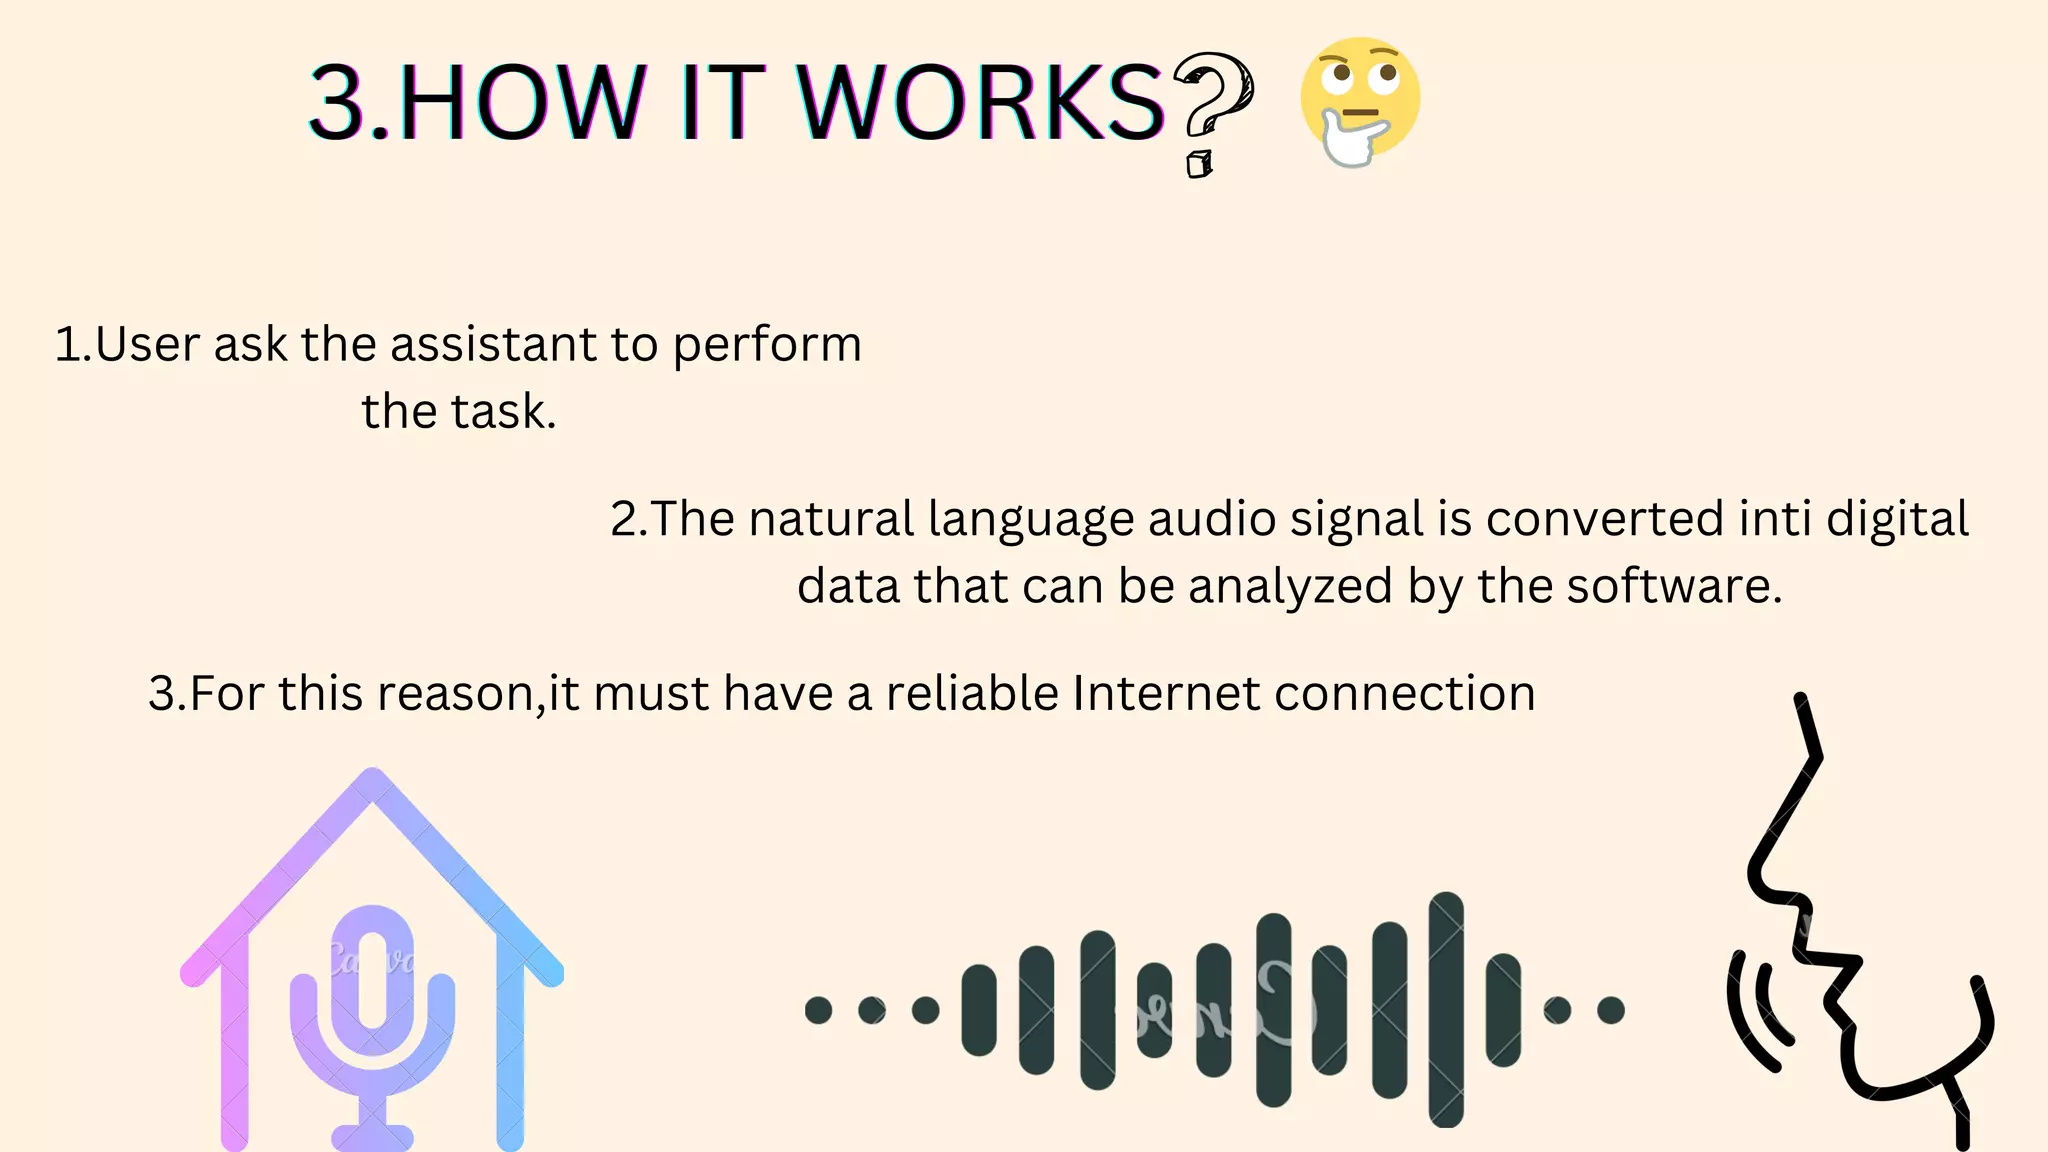 3.HOW IT WORKS?
1.User ask the assistant to perform
the task.
2.The natural language audio signal is converted inti digital
data that can be analyzed by the software.
3.For this reason,it must have a reliable Internet connection
Canva
Canva